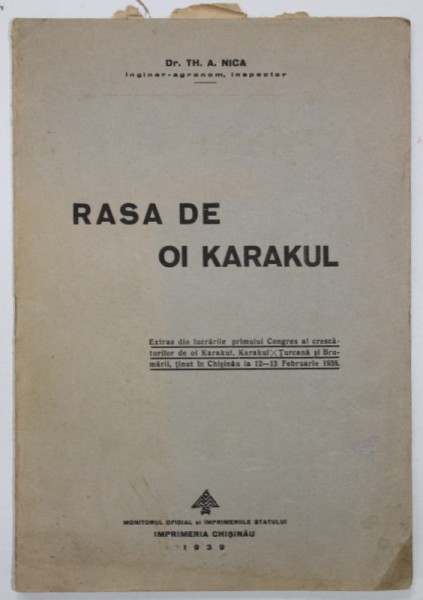 Dr. TH. A. NICA
Inginer-agronom, inspector
RASA DE
OI KARAKUL
Extras din lucrările primului Congres al crescă-
turilor de oi Karakul, Karakul×Țurcană și Bru-
mării, ținut în Chișinău la 12—13 Februarie 1939.
MONITORUL OFICIAL și IMPRIMERIILE STATULUI
IMPRIMERIA CHIȘINĂU
1939